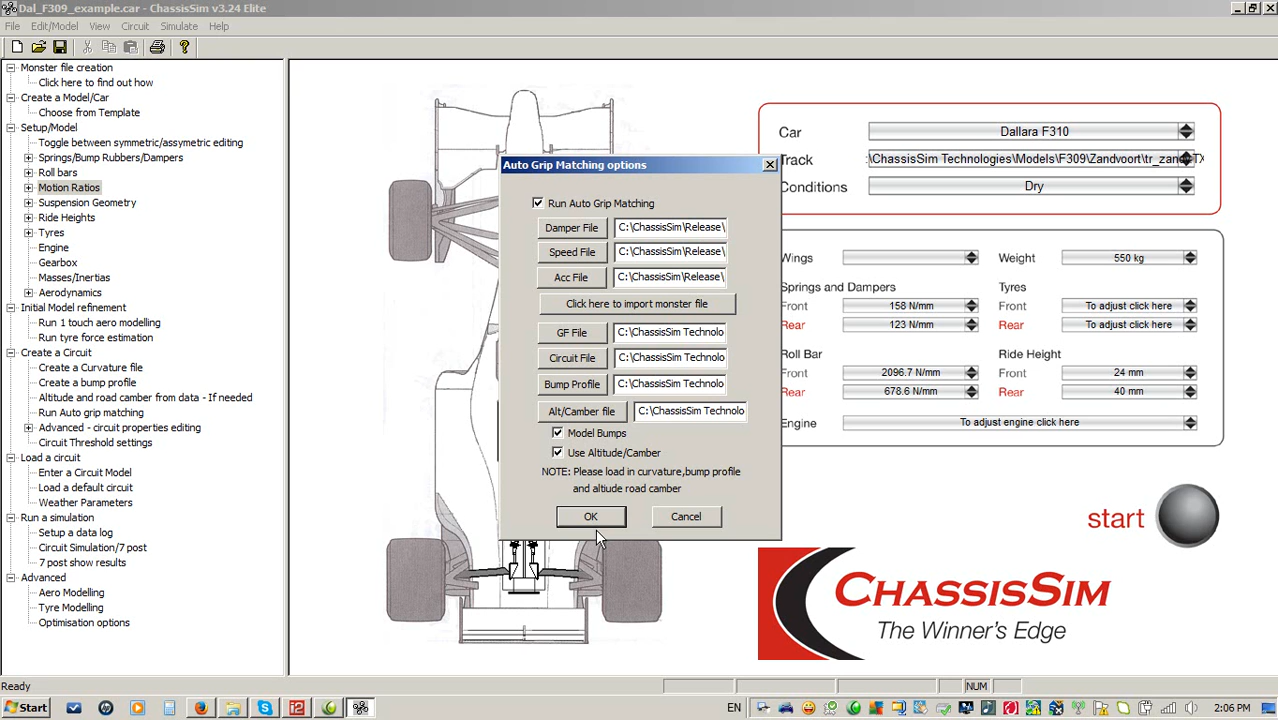 Dal_F309_example.car - ChassisSim v3.24 Elite
File Edit/Model View Circuit Simulate Help
Monster file creation
Click here to find out how
Create a Model/Car
Choose from Template
Setup/Model
Toggle between symmetric/assymetric editing
Springs/Bump Rubbers/Dampers
Roll bars
Motion Ratios
Suspension Geometry
Ride Heights
Tyres
Engine
Gearbox
Masses/Inertias
Aerodynamics
Initial Model refinement
Run 1 touch aero modelling
Run tyre force estimation
Create a Circuit
Create a Curvature file
Create a bump profile
Altitude and road camber from data - If needed
Run Auto grip matching
Advanced - circuit properties editing
Circuit Threshold settings
Load a circuit
Enter a Circuit Model
Load a default circuit
Weather Parameters
Run a simulation
Setup a data log
Circuit Simulation/7 post
7 post show results
Advanced
Aero Modelling
Tyre Modelling
Optimisation options
Auto Grip Matching options
Run Auto Grip Matching
Damper File C:\ChassisSim\Release\
Speed File C:\ChassisSim\Release\
Acc File C:\ChassisSim\Release\
Click here to import monster file
GF File C:\ChassisSim Technolo
Circuit File C:\ChassisSim Technolo
Bump Profile C:\ChassisSim Technolo
Alt/Camber file C:\ChassisSim Technolo
Model Bumps
Use Altitude/Camber
NOTE: Please load in curvature,bump profile
and altiude road camber
OK Cancel
Car Dallara F310
Track :\ChassisSim Technologies\Models\F309\Zandvoort\tr_zand
Conditions Dry
Wings Weight 550 kg
Springs and Dampers Tyres
Front 158 N/mm Front To adjust click here
Rear 123 N/mm Rear To adjust click here
Roll Bar Ride Height
Front 2096.7 N/mm Front 24 mm
Rear 678.6 N/mm Rear 40 mm
Engine To adjust engine click here
start
ChassisSim
The Winner's Edge
Ready NUM
Start EN 2:06 PM